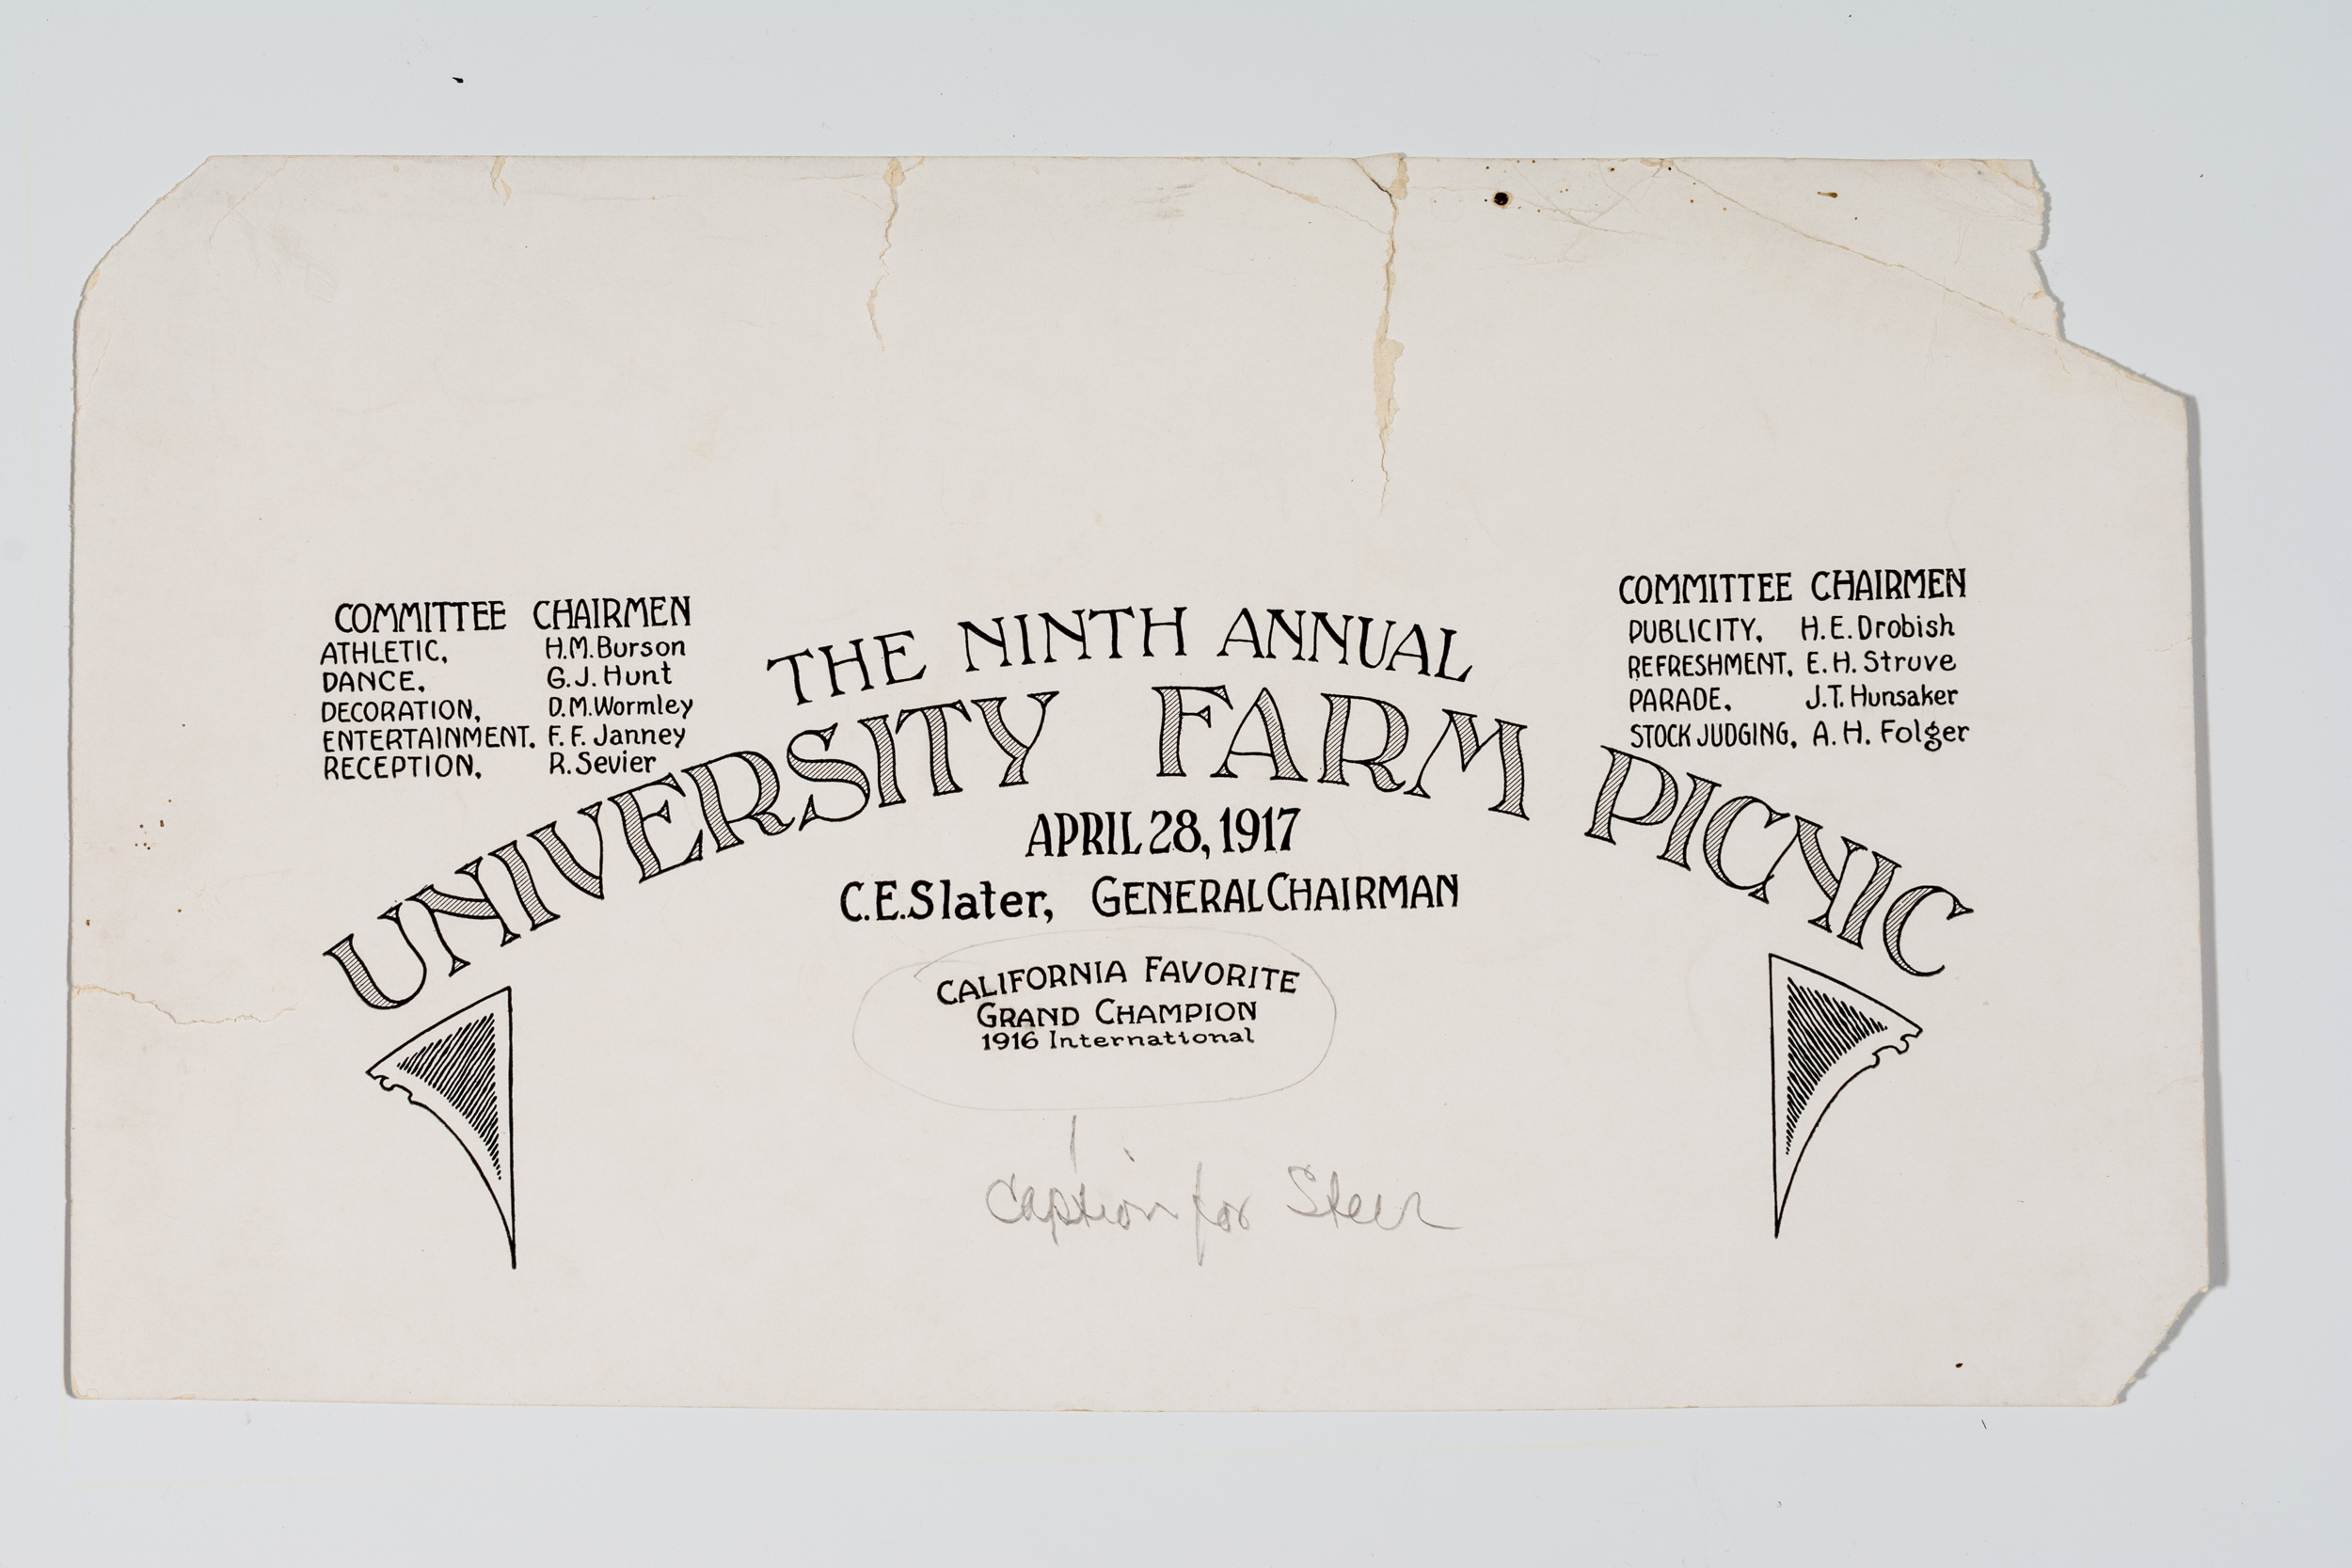 COMMITTEE CHAIRMEN
ATHLETIC, H.M.Burson
DANCE, G.J. Hunt
DECORATION, D.M.Wormley
ENTERTAINMENT, F.F. Janney
RECEPTION, R.Sevier
COMMITTEE CHAIRMEN
PUBLICITY, H.E.Drobish
REFRESHMENT, E.H. Struve
PARADE, J.T. Hunsaker
STOCK JUDGING, A.H. Folger
THE NINTH ANNUAL
UNIVERSITY FARM PICNIC
APRIL 28, 1917
C.E.Slater, GENERAL CHAIRMAN
CALIFORNIA FAVORITE
GRAND CHAMPION
1916 International
Caption for Steer